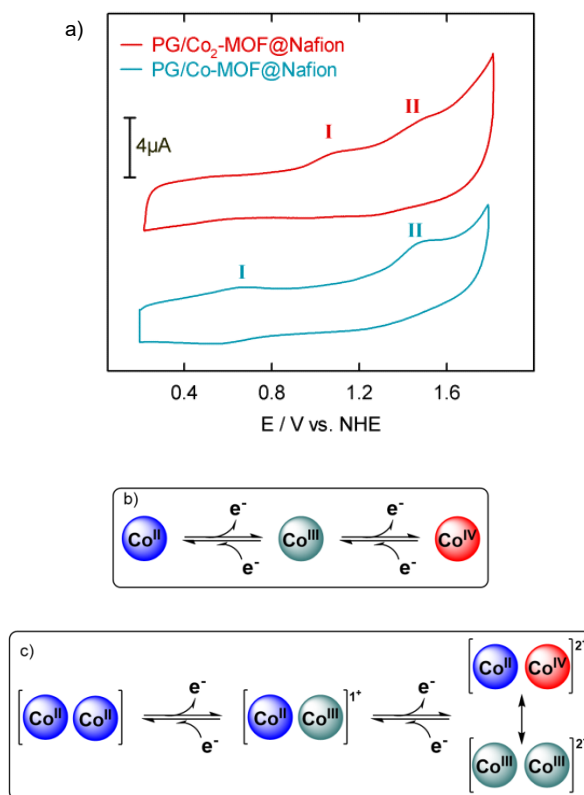 a)
PG/Co₂-MOF@Nafion
PG/Co-MOF@Nafion
4μA
I
II
I
II
0.4 0.8 1.2 1.6
E / V vs. NHE
b)
e⁻ e⁻
Coᴵᴵ Coᴵᴵᴵ Coᴵⱽ
e⁻ e⁻
c)
[Coᴵᴵ Coᴵⱽ]²⁺
e⁻ e⁻
[Coᴵᴵ Coᴵᴵ] [Coᴵᴵ Coᴵᴵᴵ]¹⁺
e⁻ e⁻
[Coᴵᴵᴵ Coᴵᴵᴵ]²⁺